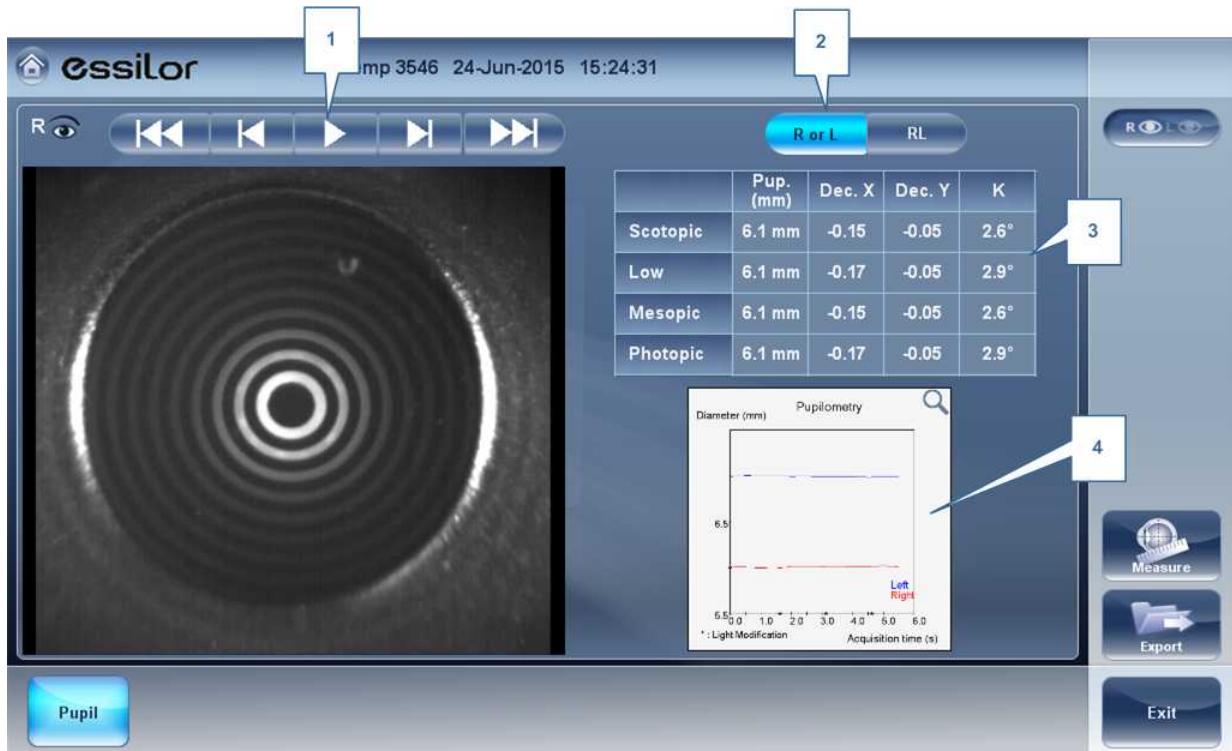 1
2
essilor
emp 3546 24-Jun-2015 15:24:31
R
R or L RL
R L
Pup. (mm) Dec. X Dec. Y K
Scotopic 6.1 mm -0.15 -0.05 2.6°
Low 6.1 mm -0.17 -0.05 2.9°
Mesopic 6.1 mm -0.15 -0.05 2.6°
Photopic 6.1 mm -0.17 -0.05 2.9°
3
Pupilometry
Diameter (mm)
4
6.5
Left
Right
5.5
0.0 1.0 2.0 3.0 4.0 5.0 6.0
* : Light Modification
Acquisition time (s)
Measure
Export
Pupil
Exit